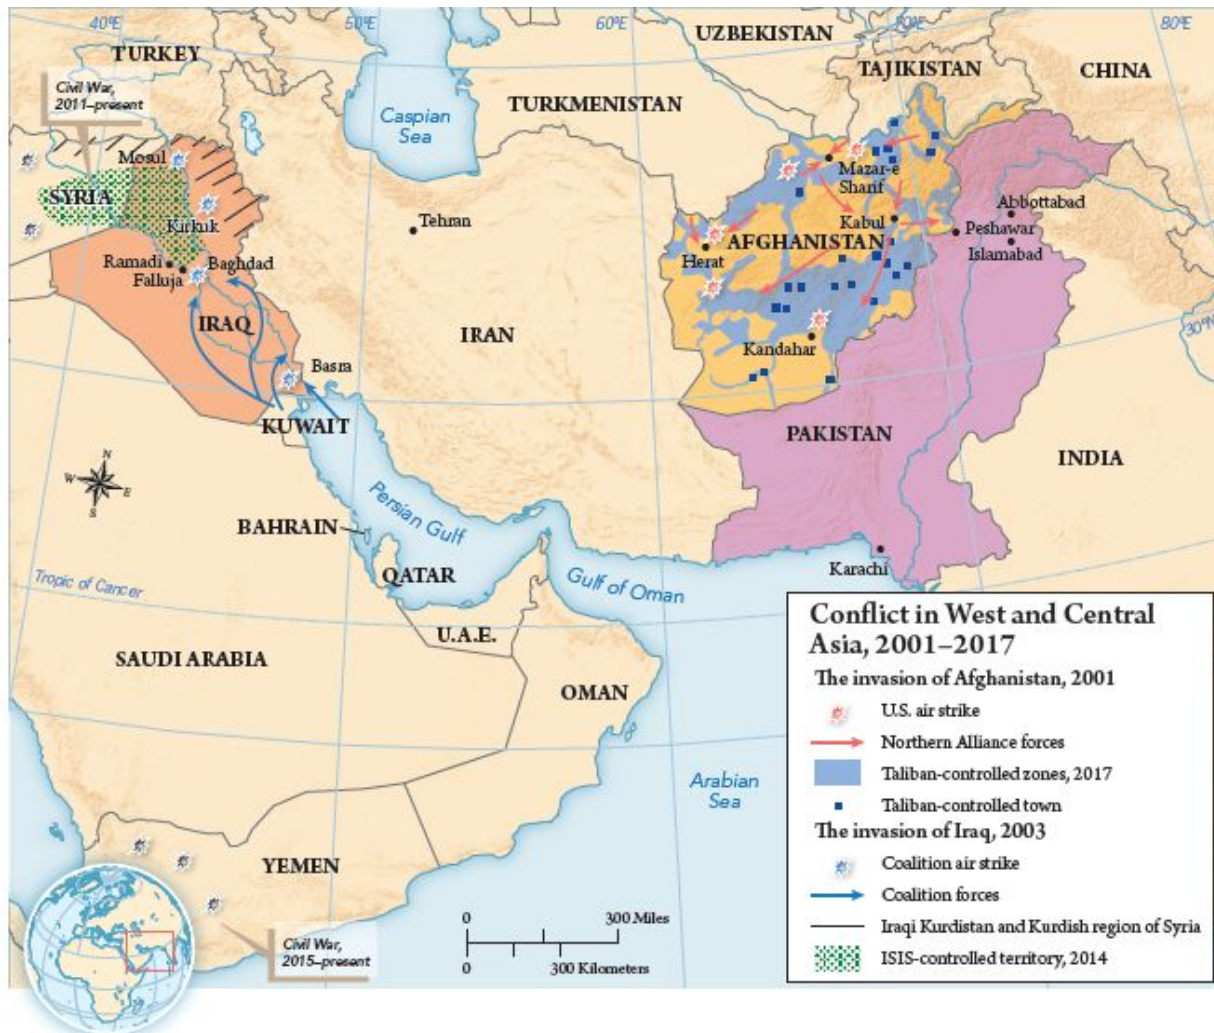 40°E
50°E
60°E
70°E
80°E
TURKEY
UZBEKISTAN
TAJIKISTAN
CHINA
Civil War,
2011–present
Caspian
Sea
TURKMENISTAN
Mosul
SYRIA
Kirkuk
Tehran
Mazar-e
Sharif
Kabul
AFGHANISTAN
Herat
Abbottabad
Peshawar
Islamabad
Ramadi
Baghdad
Falluja
IRAQ
IRAN
30°N
Kandahar
Basra
KUWAIT
PAKISTAN
INDIA
N
W
E
S
Persian Gulf
BAHRAIN
QATAR
Gulf of Oman
Karachi
Tropic of Cancer
U.A.E.
SAUDI ARABIA
OMAN
Arabian
Sea
YEMEN
Civil War,
2015–present
0
300 Miles
0
300 Kilometers
Conflict in West and Central
Asia, 2001–2017
The invasion of Afghanistan, 2001
U.S. air strike
Northern Alliance forces
Taliban-controlled zones, 2017
Taliban-controlled town
The invasion of Iraq, 2003
Coalition air strike
Coalition forces
Iraqi Kurdistan and Kurdish region of Syria
ISIS-controlled territory, 2014